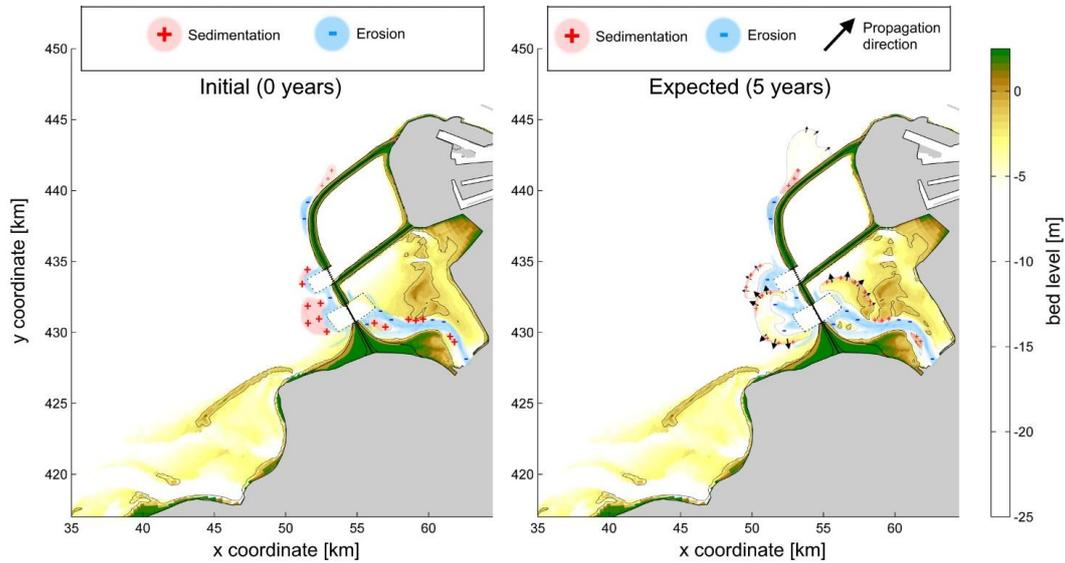 + Sedimentation - Erosion
+ Sedimentation - Erosion Propagation direction
Initial (0 years)
Expected (5 years)
y coordinate [km]
450
445
440
435
430
425
420
35 40 45 50 55 60
x coordinate [km]
450
445
440
435
430
425
420
35 40 45 50 55 60
x coordinate [km]
0
-5
-10
-15
-20
-25
bed level [m]